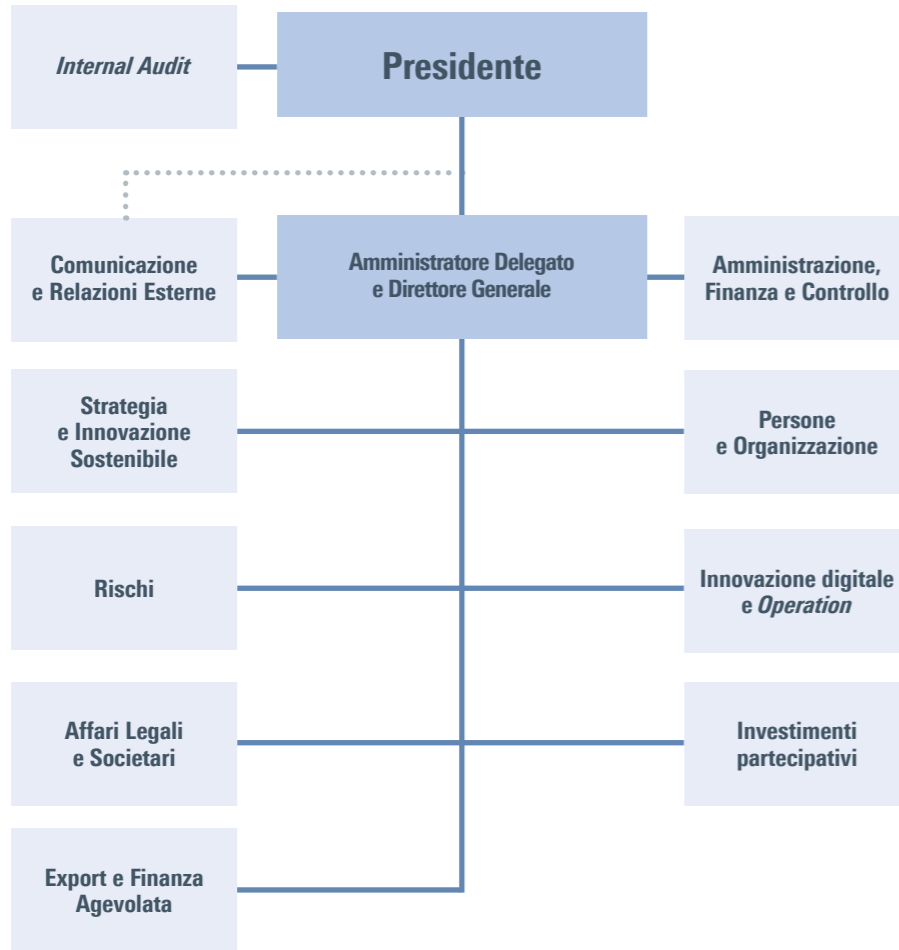 Internal Audit
Presidente
Comunicazione
e Relazioni Esterne
Amministratore Delegato
e Direttore Generale
Amministrazione,
Finanza e Controllo
Strategia
e Innovazione
Sostenibile
Persone
e Organizzazione
Rischi
Innovazione digitale
e Operation
Affari Legali
e Societari
Investimenti
partecipativi
Export e Finanza
Agevolata